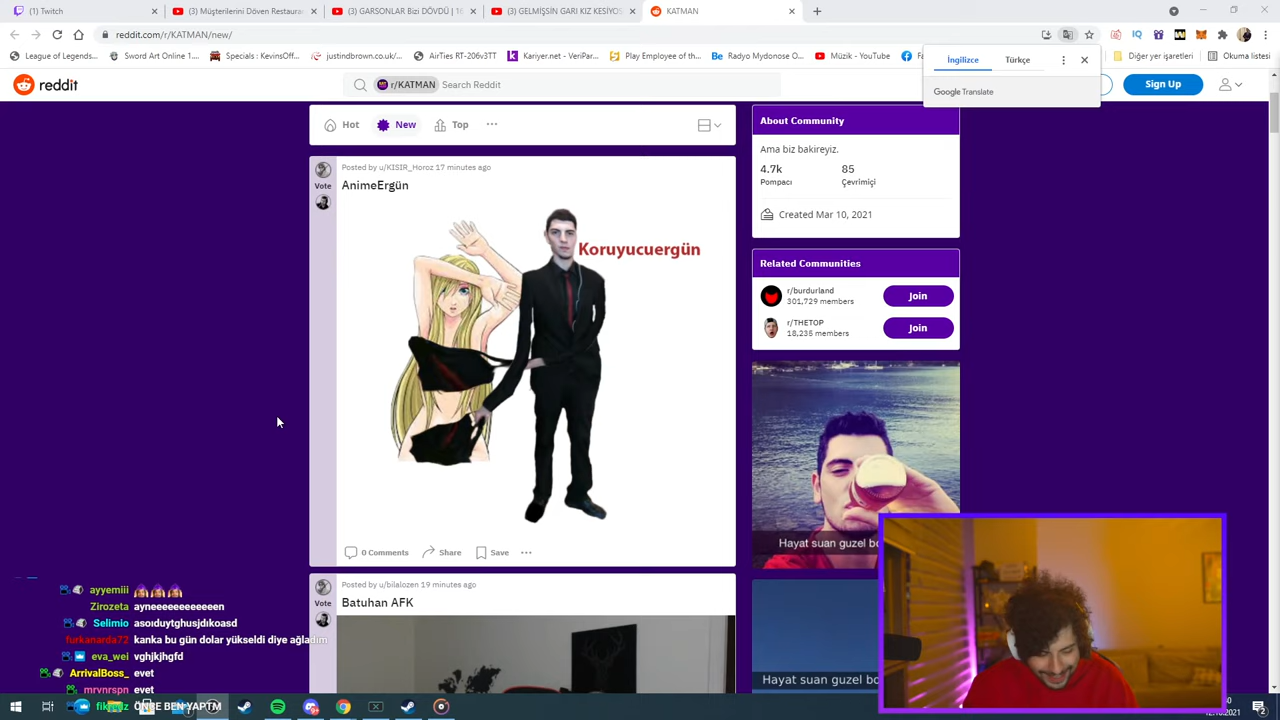 (1) Twitch
(3) Müşterilerini Döven Restaura
(3) GARSONLAR Bizi DÖVDÜ | 16
(3) GELMİŞSİN GARI KIZ KESİYOS
KATMAN
reddit.com/r/KATMAN/new/
League of Legends...
Sword Art Online 1...
Specials : KevinsOff...
justindbrown.co.uk/...
AirTies RT-206v3TT
Kariyer.net - VeriPar...
Play Employee of th...
Radyo Mydonose O...
Müzik - YouTube
Diğer yer işaretleri
Okuma listesi
İngilizce
Türkçe
Google Translate
reddit
r/KATMAN
Search Reddit
Sign Up
Hot
New
Top
Posted by u/KISIR_Horoz 17 minutes ago
Vote
AnimeErgün
Koruyucuergün
0 Comments
Share
Save
Posted by u/bilalozen 19 minutes ago
Vote
Batuhan AFK
About Community
Ama biz bakireyiz.
4.7k
85
Pompacı
Çevrimiçi
Created Mar 10, 2021
Related Communities
r/burdurland
301,729 members
Join
r/THETOP
18,235 members
Join
Hayat suan guzel bo
Hayat suan guzel bo
ayyemiii
Zirozeta ayneeeeeeeeeeeen
Selimio asoıduytghusjdıkoasd
furkanarda72 kanka bu gün dolar yükseldi diye ağladım
eva_wei vghjkjhgfd
ArrivalBoss_ evet
mrvnrspn evet
ÖNSE BEN YAPTIM